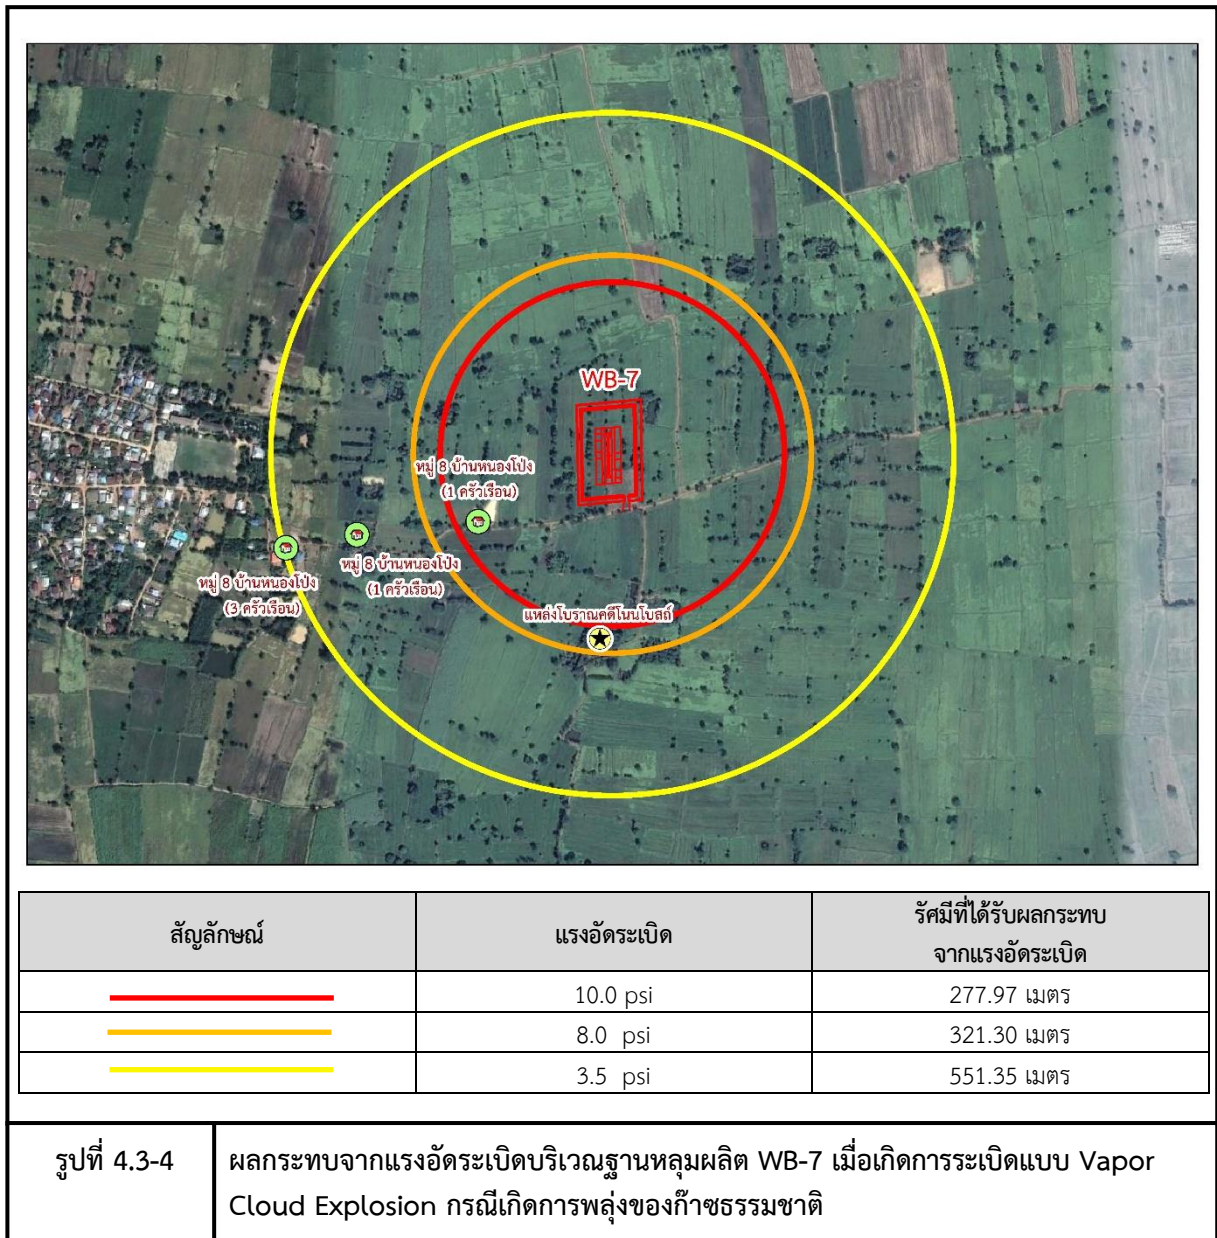 WB-7
หมู่ 8 บ้านหนองโป่ง
(1 ครัวเรือน)
หมู่ 8 บ้านหนองโป่ง
(1 ครัวเรือน)
หมู่ 8 บ้านหนองโป่ง
(3 ครัวเรือน)
แหล่งโบราณคดีโนนโบสถ์
สัญลักษณ์ แรงอัดระเบิด รัศมีที่ได้รับผลกระทบ
จากแรงอัดระเบิด
10.0 psi 277.97 เมตร
8.0 psi 321.30 เมตร
3.5 psi 551.35 เมตร
รูปที่ 4.3-4 ผลกระทบจากแรงอัดระเบิดบริเวณฐานหลุมผลิต WB-7 เมื่อเกิดการระเบิดแบบ Vapor
Cloud Explosion กรณีเกิดการพลุ่งของก๊าซธรรมชาติ